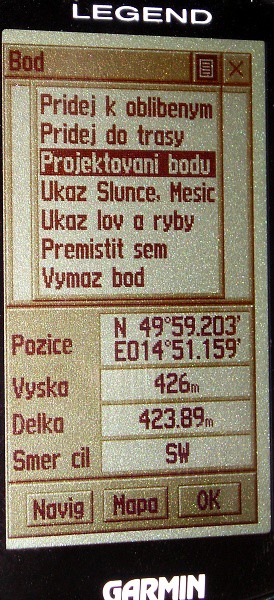 LEGEND
Bod
Pridej k oblibenym
Pridej do trasy
Projektovani bodu
Ukaz Slunce, Mesic
Ukaz lov a ryby
Premistit sem
Vymaz bod
Pozice N 49°59.203'
E014°51.159'
Vyska 426m
Delka 423.89m
Smer cil SW
Navig Mapa OK
GARMIN